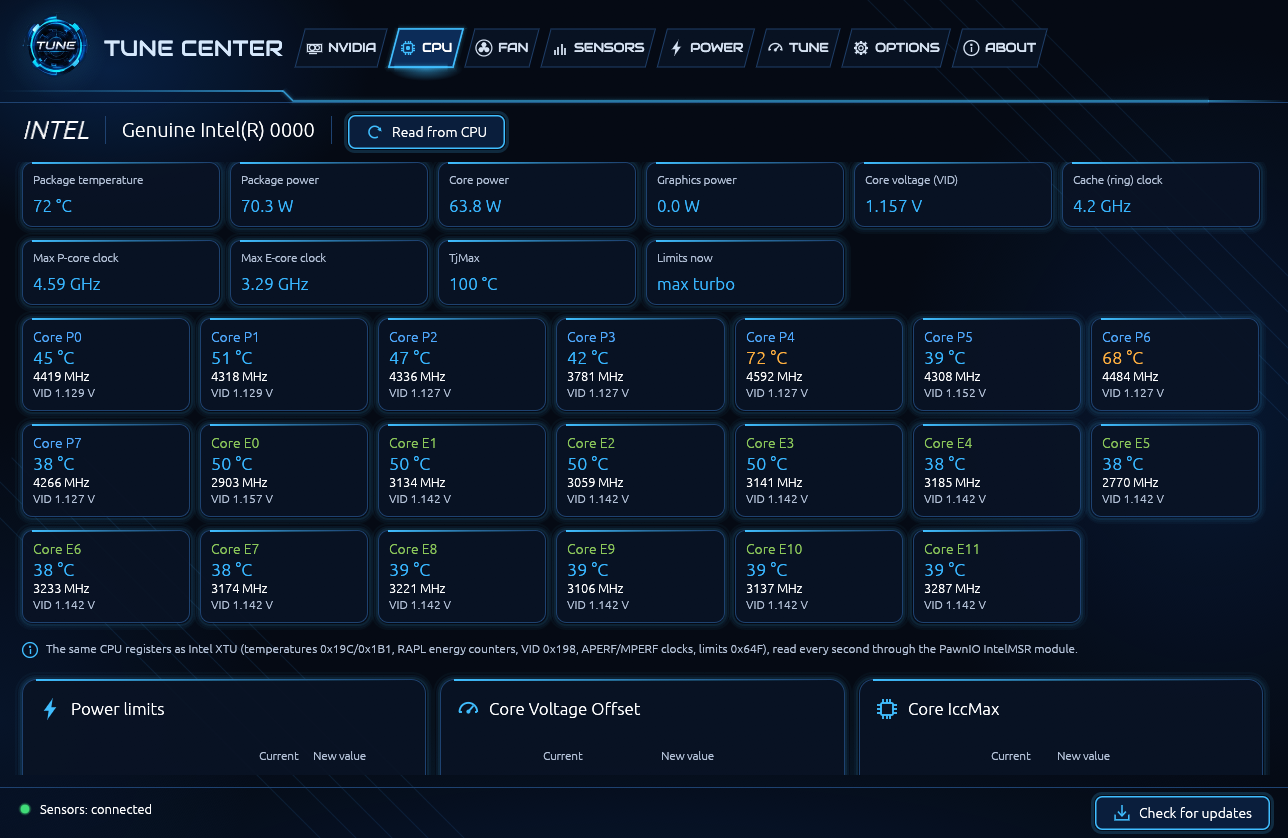 TUNE
TUNE CENTER
NVIDIA CPU FAN SENSORS POWER TUNE OPTIONS ABOUT
INTEL Genuine Intel(R) 0000 Read from CPU
Package temperature Package power Core power Graphics power Core voltage (VID) Cache (ring) clock
72 °C 70.3 W 63.8 W 0.0 W 1.157 V 4.2 GHz
Max P-core clock Max E-core clock TjMax Limits now
4.59 GHz 3.29 GHz 100 °C max turbo
Core P0 Core P1 Core P2 Core P3 Core P4 Core P5 Core P6
45 °C 51 °C 47 °C 42 °C 72 °C 39 °C 68 °C
4419 MHz 4318 MHz 4336 MHz 3781 MHz 4592 MHz 4308 MHz 4484 MHz
VID 1.129 V VID 1.129 V VID 1.127 V VID 1.127 V VID 1.127 V VID 1.152 V VID 1.127 V
Core P7 Core E0 Core E1 Core E2 Core E3 Core E4 Core E5
38 °C 50 °C 50 °C 50 °C 50 °C 38 °C 38 °C
4266 MHz 2903 MHz 3134 MHz 3059 MHz 3141 MHz 3185 MHz 2770 MHz
VID 1.127 V VID 1.157 V VID 1.142 V VID 1.142 V VID 1.142 V VID 1.142 V VID 1.142 V
Core E6 Core E7 Core E8 Core E9 Core E10 Core E11
38 °C 38 °C 39 °C 39 °C 39 °C 39 °C
3233 MHz 3174 MHz 3221 MHz 3106 MHz 3137 MHz 3287 MHz
VID 1.142 V VID 1.142 V VID 1.142 V VID 1.142 V VID 1.142 V VID 1.142 V
The same CPU registers as Intel XTU (temperatures 0x19C/0x1B1, RAPL energy counters, VID 0x198, APERF/MPERF clocks, limits 0x64F), read every second through the PawnIO IntelMSR module.
Power limits Core Voltage Offset Core IccMax
Current New value Current New value Current New value
Sensors: connected Check for updates